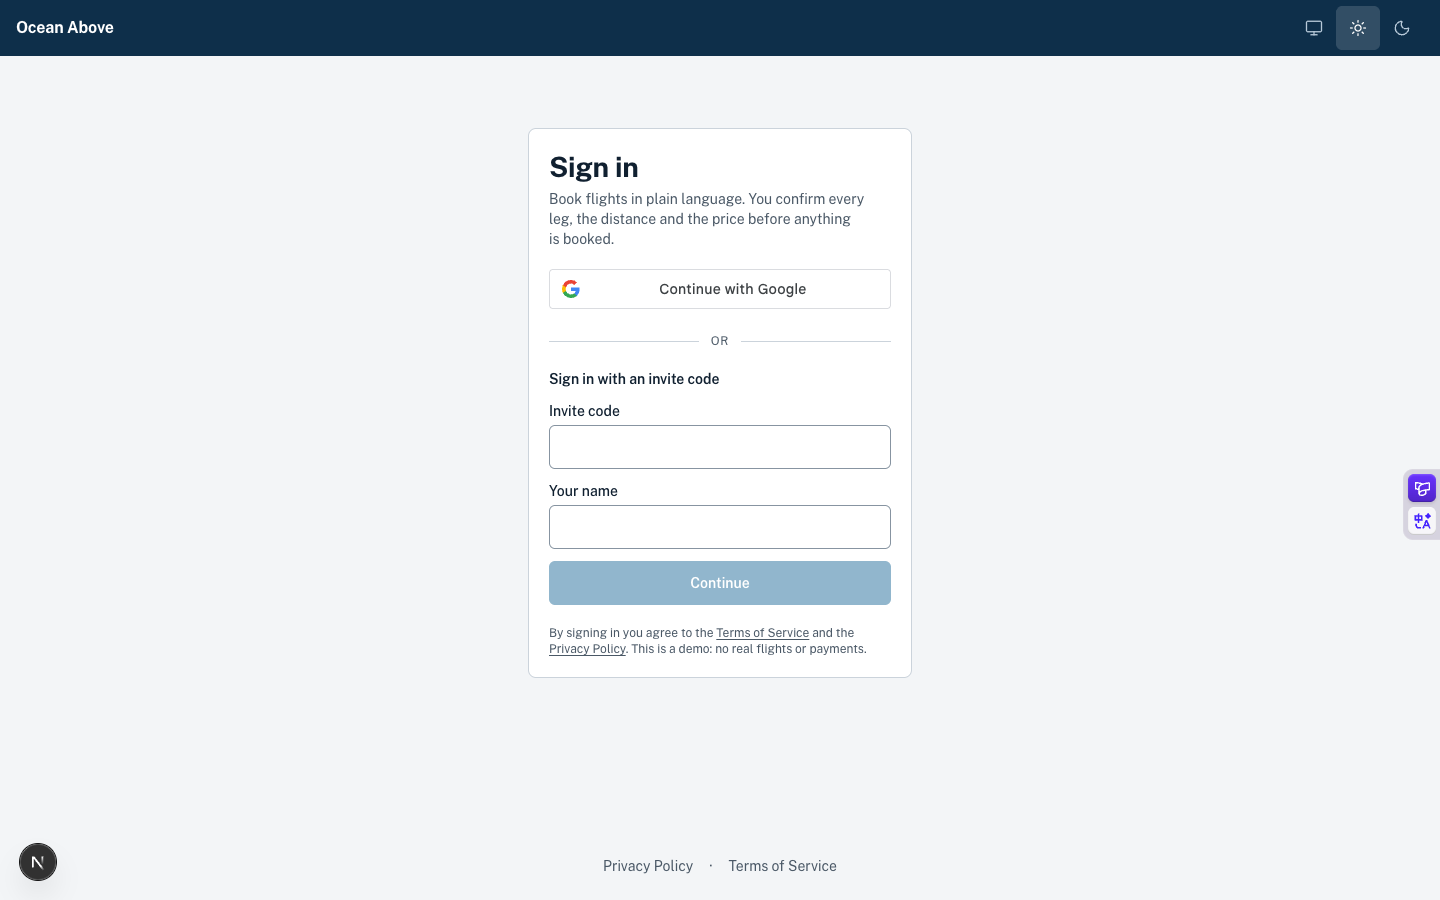 Ocean Above
Sign in
Book flights in plain language. You confirm every
leg, the distance and the price before anything
is booked.
Continue with Google
OR
Sign in with an invite code
Invite code
Your name
Continue
By signing in you agree to the Terms of Service and the
Privacy Policy. This is a demo: no real flights or payments.
中A
N
Privacy Policy · Terms of Service